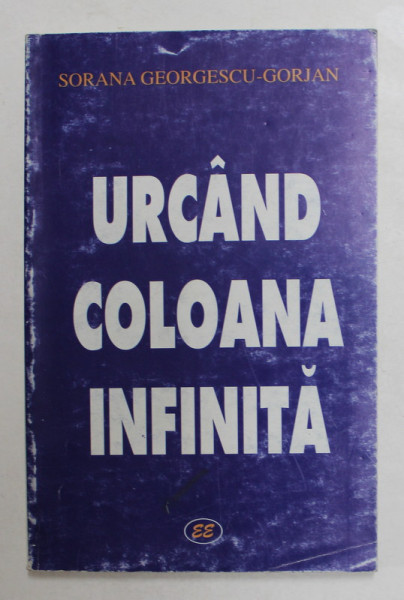 SORANA GEORGESCU-GORJAN
URCÂND
COLOANA
INFINITĂ
EE